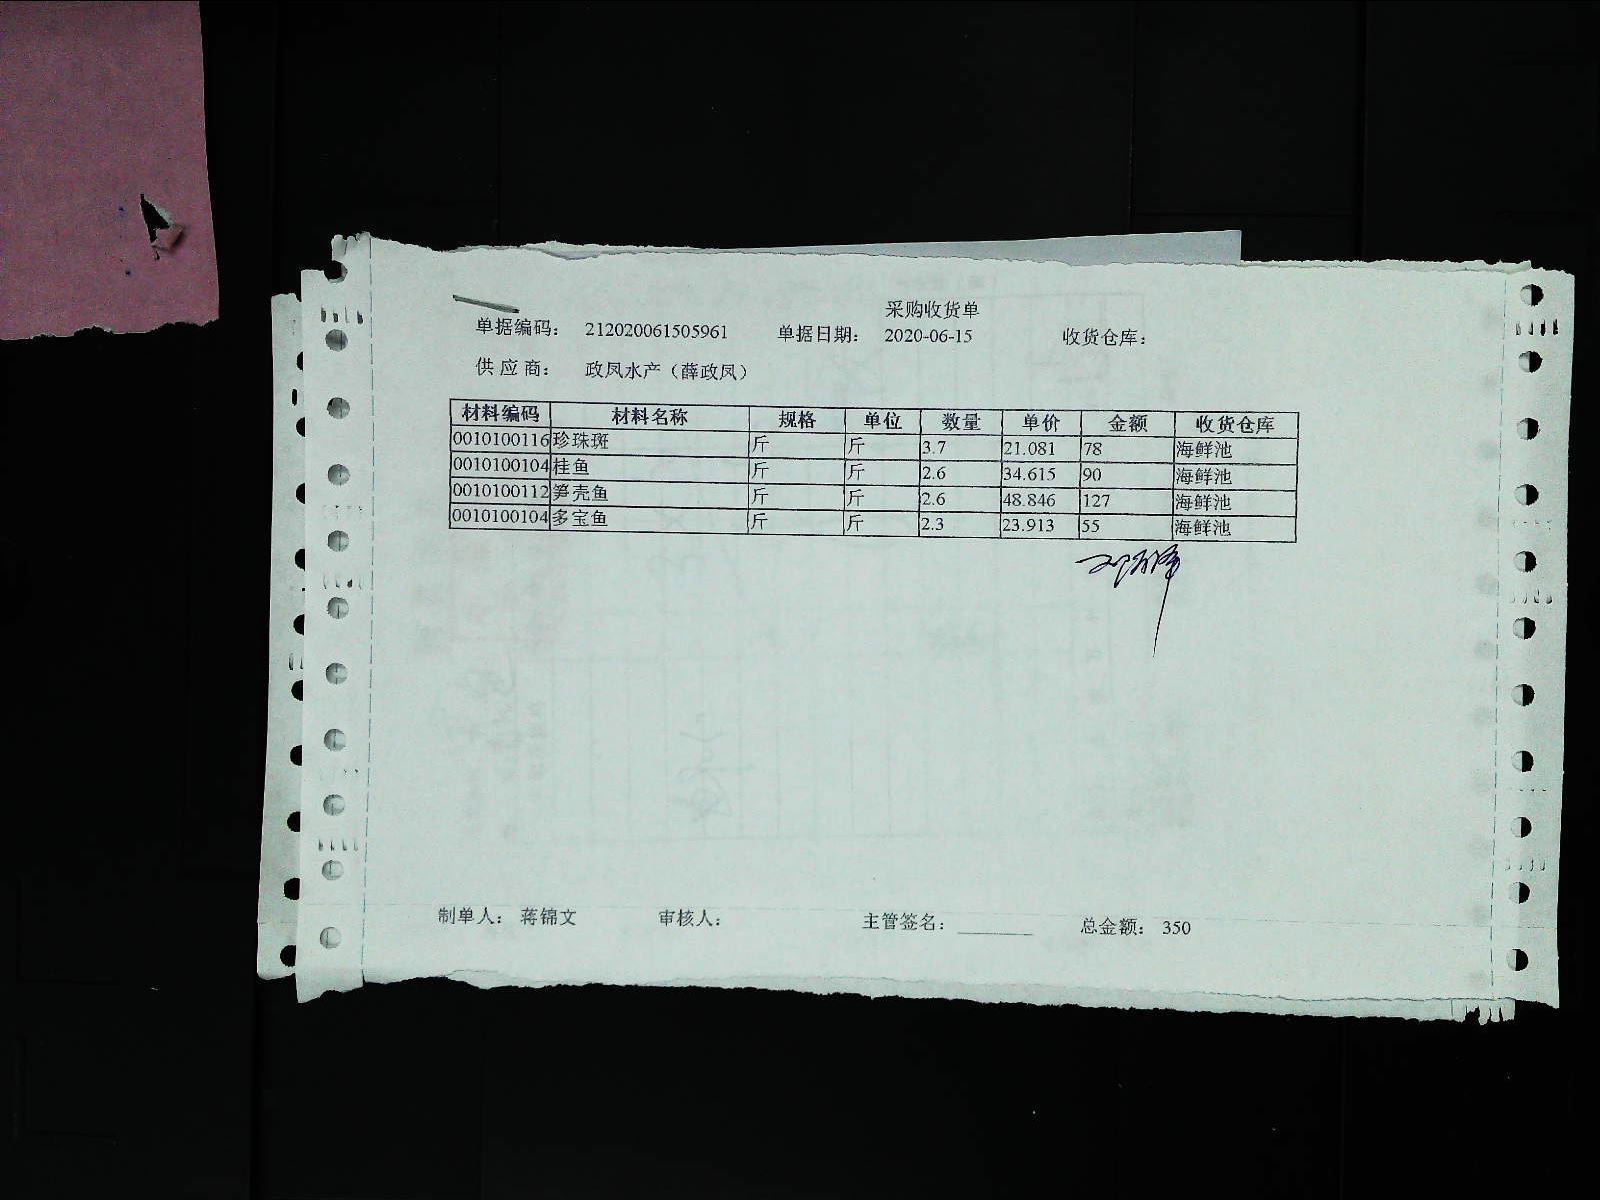 采购收货单
单据编码： 212020061505961 单据日期： 2020-06-15 收货仓库：
供 应 商： 政凤水产（薛政凤）
材料编码 材料名称 规格 单位 数量 单价 金额 收货仓库
0010100116 珍珠斑 斤 斤 3.7 21.081 78 海鲜池
0010100104 桂鱼 斤 斤 2.6 34.615 90 海鲜池
0010100112 笋壳鱼 斤 斤 2.6 48.846 127 海鲜池
0010100104 多宝鱼 斤 斤 2.3 23.913 55 海鲜池
制单人： 蒋锦文 审核人： 主管签名： 总金额： 350